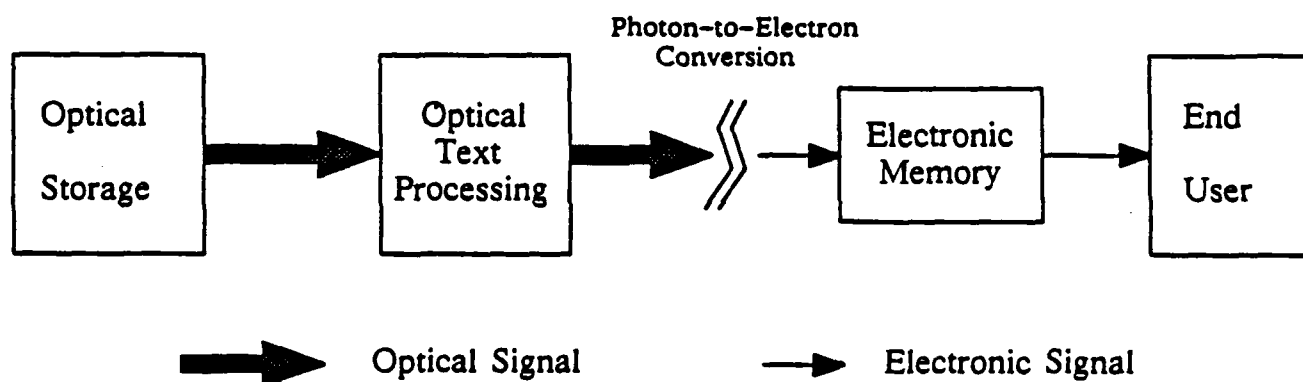 Photon-to-Electron
Conversion
Optical
Storage
Optical
Text
Processing
Electronic
Memory
End
User
Optical Signal
Electronic Signal